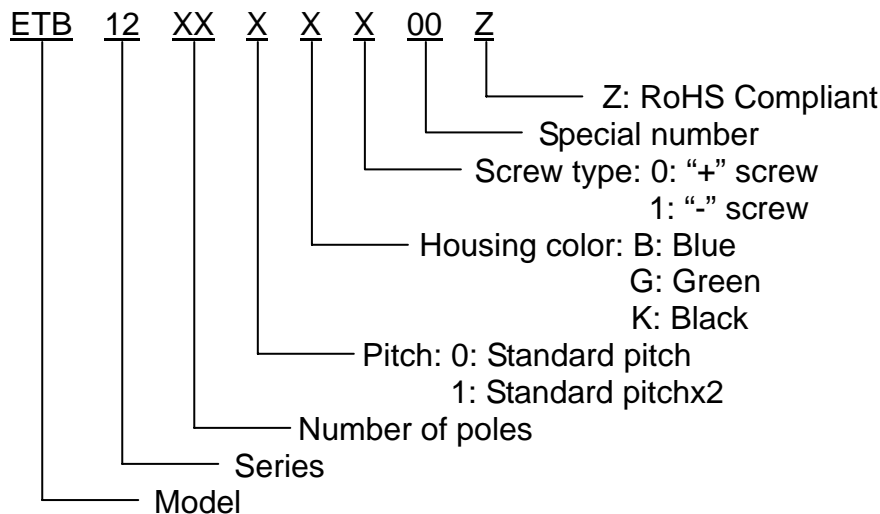 ETB 12 XX X X X 00 Z
Z: RoHS Compliant
Special number
Screw type: 0: “+” screw
1: “-” screw
Housing color: B: Blue
G: Green
K: Black
Pitch: 0: Standard pitch
1: Standard pitchx2
Number of poles
Series
Model